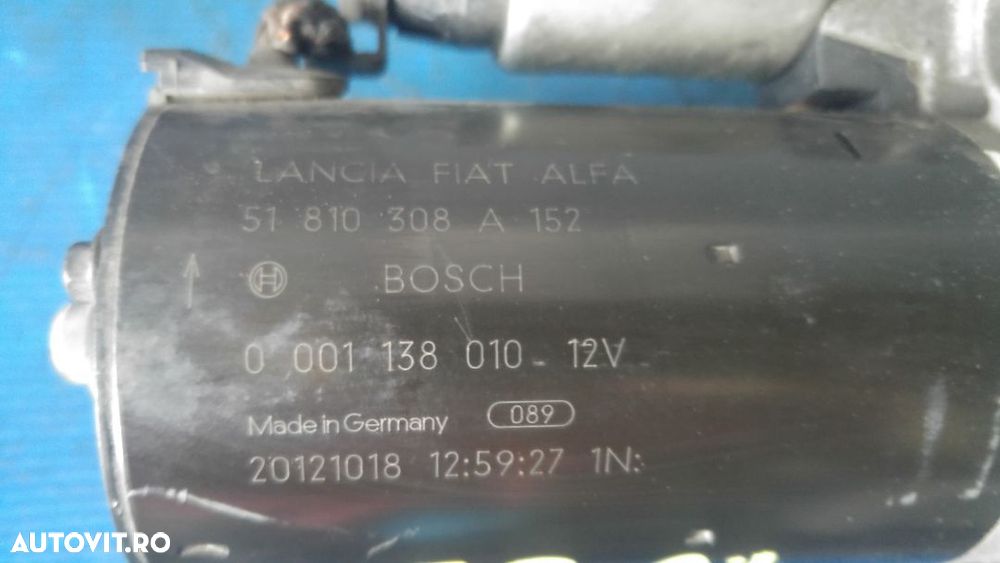 LANCIA FIAT ALFA
51 810 308 A 152
BOSCH
0 001 138 010 - 12V
Made in Germany 089
20121018 12:59:27 1N:
AUTOVIT.RO